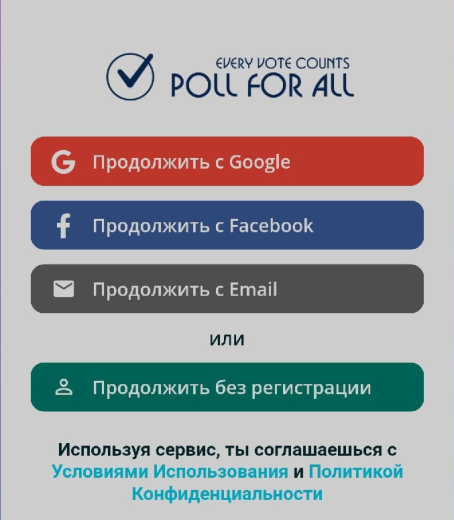 EVERY VOTE COUNTS
POLL FOR ALL
Продолжить с Google
Продолжить с Facebook
Продолжить с Email
или
Продолжить без регистрации
Используя сервис, ты соглашаешься с
Условиями Использования и Политикой
Конфиденциальности